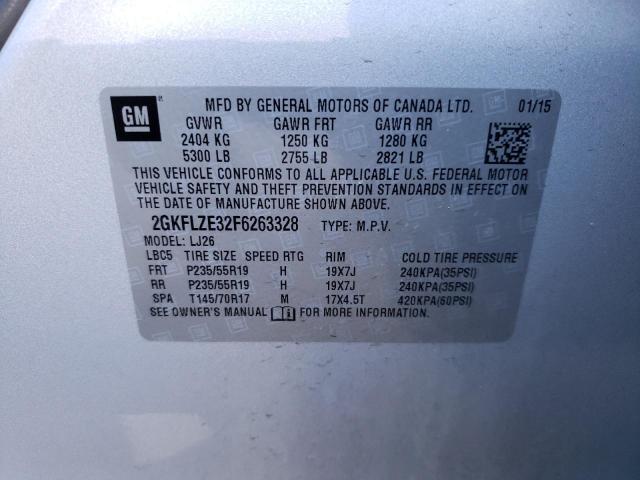 GM MFD BY GENERAL MOTORS OF CANADA LTD. 01/15
GVWR GAWR FRT GAWR RR
2404 KG 1250 KG 1280 KG
5300 LB 2755 LB 2821 LB
THIS VEHICLE CONFORMS TO ALL APPLICABLE U.S. FEDERAL MOTOR
VEHICLE SAFETY AND THEFT PREVENTION STANDARDS IN EFFECT ON
THE DATE OF MANUFACTURE SHOWN ABOVE.
2GKFLZE32F6263328 TYPE: M.P.V.
MODEL: LJ26
LBC5 TIRE SIZE SPEED RTG RIM COLD TIRE PRESSURE
FRT P235/55R19 H 19X7J 240KPA(35PSI)
RR P235/55R19 H 19X7J 240KPA(35PSI)
SPA T145/70R17 M 17X4.5T 420KPA(60PSI)
SEE OWNER'S MANUAL FOR MORE INFORMATION.